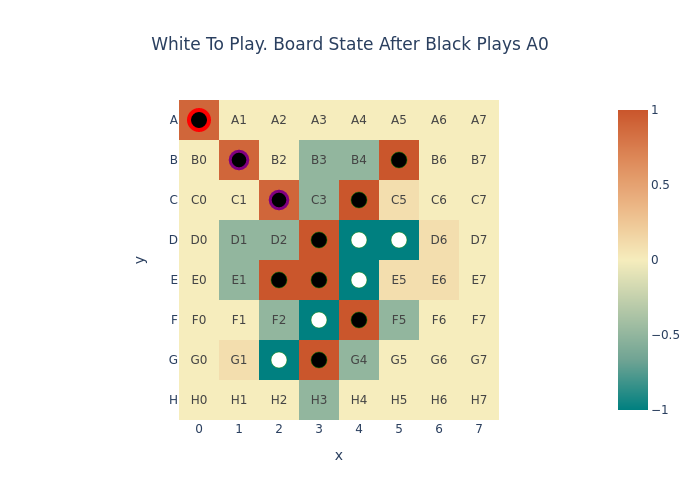 White To Play. Board State After Black Plays A0
A A1 A2 A3 A4 A5 A6 A7 1
B B0 B2 B3 B4 B6 B7
C C0 C1 C3 C5 C6 C7 0.5
D D0 D1 D2 D6 D7
y 0
E E0 E1 E5 E6 E7
F F0 F1 F2 F5 F6 F7 −0.5
G G0 G1 G4 G5 G6 G7
H H0 H1 H2 H3 H4 H5 H6 H7 −1
0 1 2 3 4 5 6 7
x